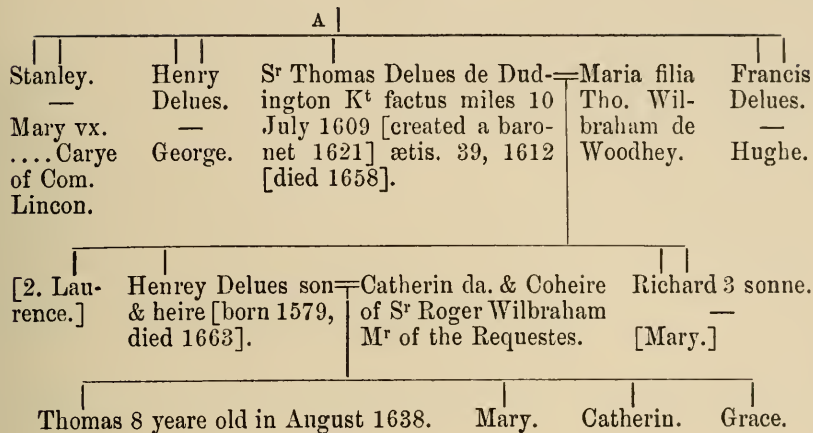 A
Stanley.
—
Mary vx.
....Carye
of Com.
Lincon.
Henry
Delues.
—
George.
Sʳ Thomas Delues de Dud-
ington Kᵗ factus miles 10
July 1609 [created a baro-
net 1621] ætis. 39, 1612
[died 1658].
Maria filia
Tho. Wil-
braham de
Woodhey.
Francis
Delues.
—
Hughe.
[2. Lau-
rence.]
Henrey Delues son
& heire [born 1579,
died 1663].
Catherin da. & Coheire
of Sʳ Roger Wilbraham
Mʳ of the Requestes.
Richard 3 sonne.
—
[Mary.]
Thomas 8 yeare old in August 1638.
Mary.
Catherin.
Grace.